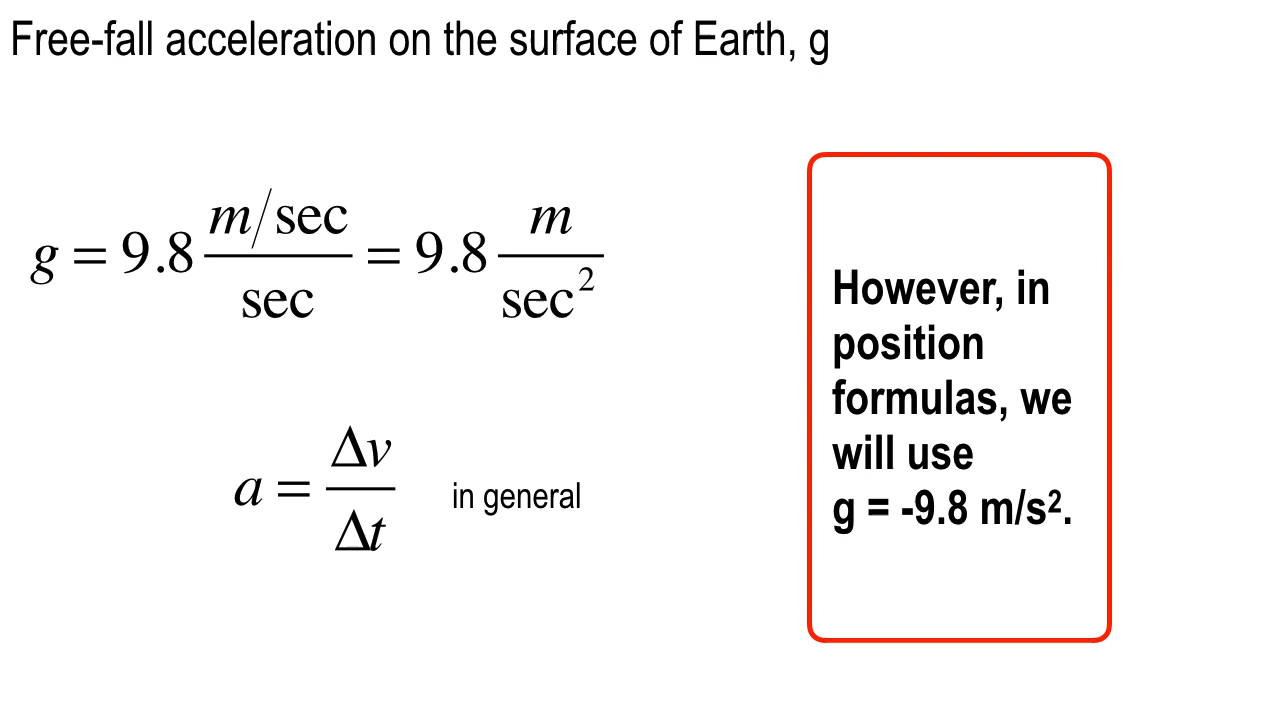 Free-fall acceleration on the surface of Earth, g
g = 9.8 m/sec / sec = 9.8 m / sec²
a = Δv / Δt in general
However, in
position
formulas, we
will use
g = -9.8 m/s².